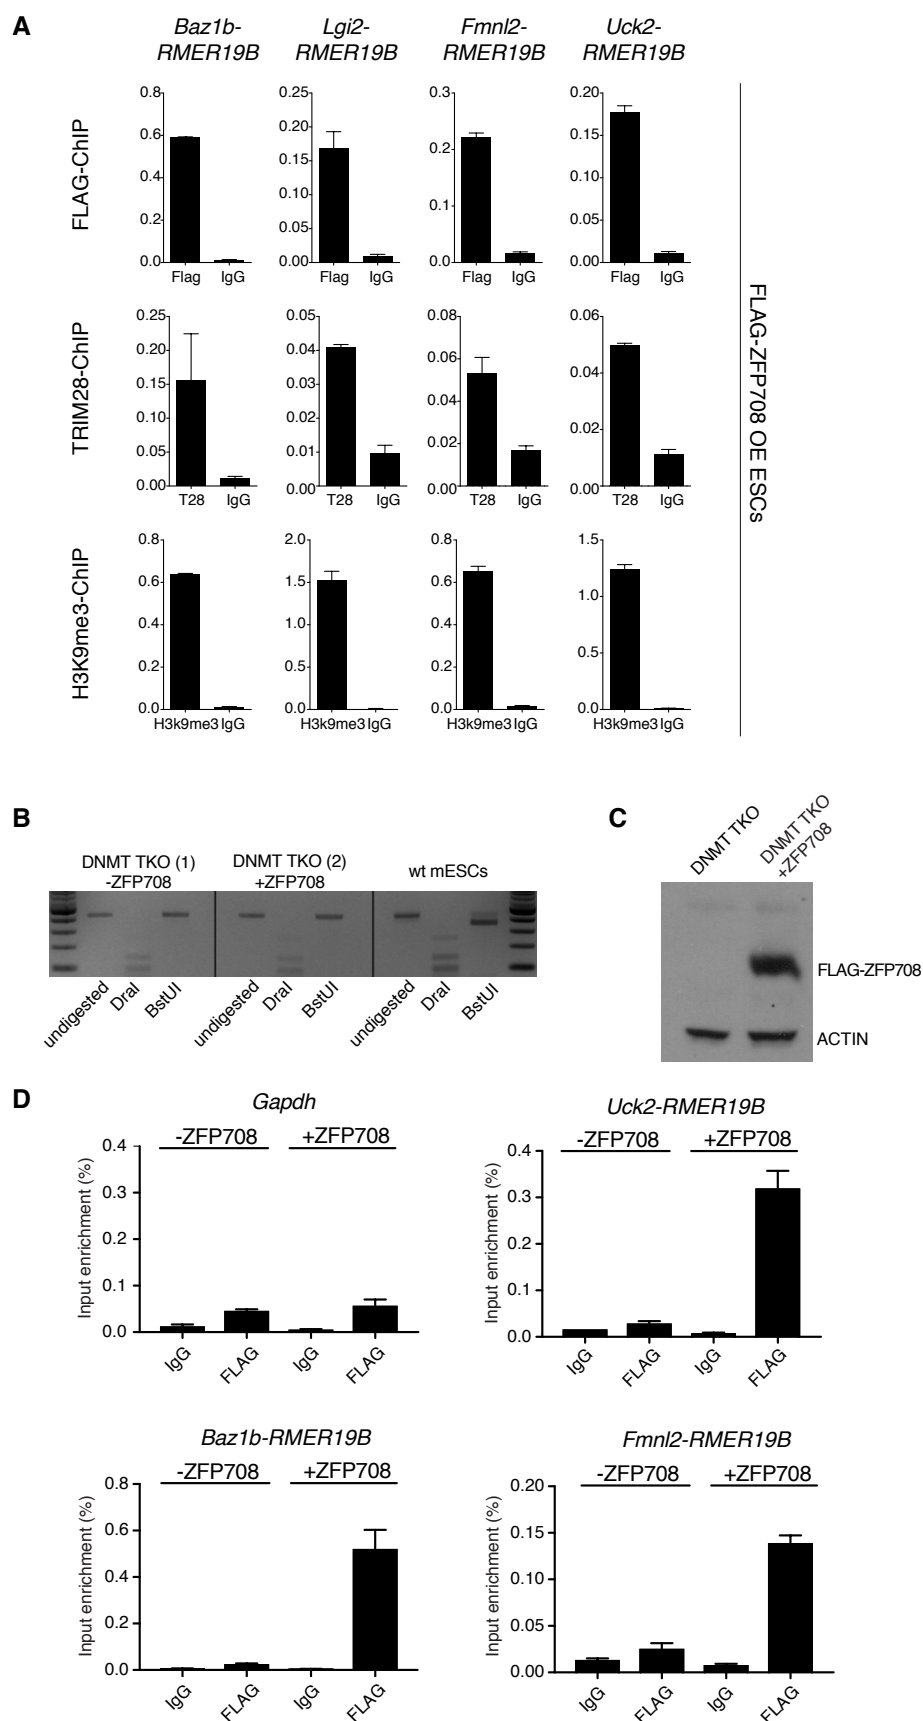 A
Baz1b-
RMER19B
Lgi2-
RMER19B
Fmnl2-
RMER19B
Uck2-
RMER19B
FLAG-ChIP
0.8
0.6
0.4
0.2
0.0
Flag IgG
0.25
0.20
0.15
0.10
0.05
0.00
Flag IgG
0.3
0.2
0.1
0.0
Flag IgG
0.20
0.15
0.10
0.05
0.00
Flag IgG
TRIM28-ChIP
0.25
0.20
0.15
0.10
0.05
0.00
T28 IgG
0.05
0.04
0.03
0.02
0.01
0.00
T28 IgG
0.08
0.06
0.04
0.02
0.00
T28 IgG
0.06
0.04
0.02
0.00
T28 IgG
H3K9me3-ChIP
0.8
0.6
0.4
0.2
0.0
H3k9me3 IgG
2.0
1.5
1.0
0.5
0.0
H3k9me3 IgG
0.8
0.6
0.4
0.2
0.0
H3k9me3 IgG
1.5
1.0
0.5
0.0
H3k9me3 IgG
FLAG-ZFP708 OE ESCs
B
DNMT TKO (1)
-ZFP708
DNMT TKO (2)
+ZFP708
wt mESCs
undigested
DraI
BstUI
undigested
DraI
BstUI
undigested
DraI
BstUI
C
DNMT TKO
DNMT TKO
+ZFP708
FLAG-ZFP708
ACTIN
D
Gapdh
-ZFP708 +ZFP708
Input enrichment (%)
0.4
0.3
0.2
0.1
0.0
IgG
FLAG
IgG
FLAG
Uck2-RMER19B
-ZFP708 +ZFP708
Input enrichment (%)
0.4
0.3
0.2
0.1
0.0
IgG
FLAG
IgG
FLAG
Baz1b-RMER19B
-ZFP708 +ZFP708
Input enrichment (%)
0.8
0.6
0.4
0.2
0.0
IgG
FLAG
IgG
FLAG
Fmnl2-RMER19B
-ZFP708 +ZFP708
Input enrichment (%)
0.20
0.15
0.10
0.05
0.00
IgG
FLAG
IgG
FLAG